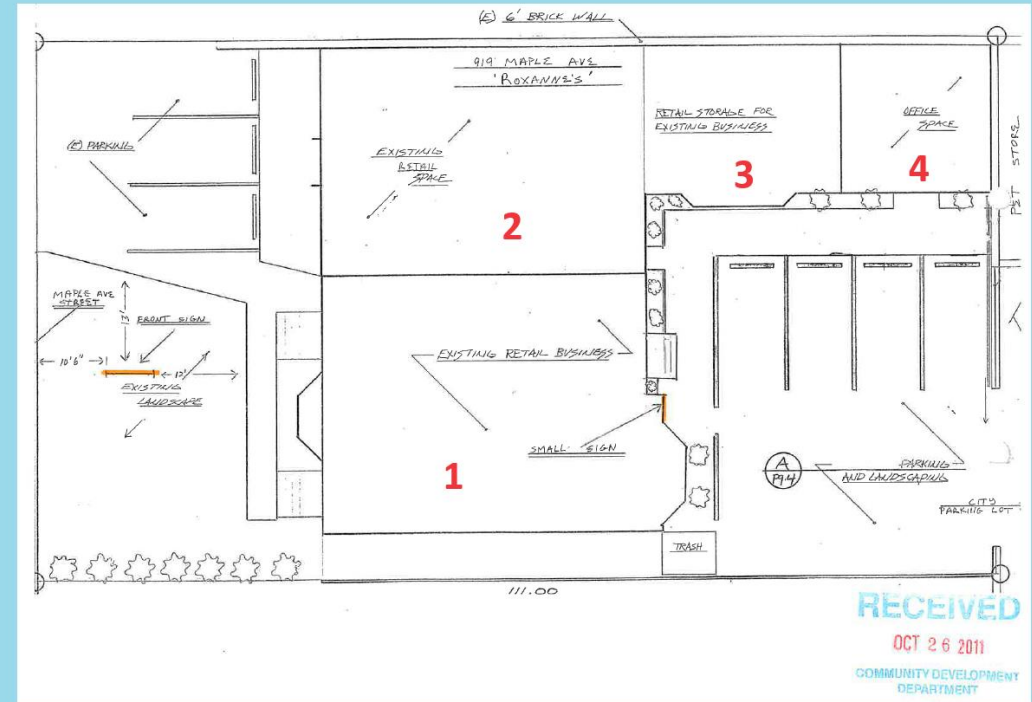 (E) 6' BRICK WALL
919 MAPLE AVE
'ROXANNE'S'
RETAIL STORAGE FOR
EXISTING BUSINESS
OFFICE
SPACE
PET STORE
(E) PARKING
EXISTING
RETAIL
SPACE
3
4
2
MAPLE AVE
STREET
13'
FRONT SIGN
10'6"
12'
EXISTING
LANDSCAPE
EXISTING RETAIL BUSINESS
SMALL SIGN
1
A
PARKING
AND LANDSCAPING
CITY
PARKING LOT
TRASH
111.00
RECEIVED
OCT 26 2011
COMMUNITY DEVELOPMENT
DEPARTMENT